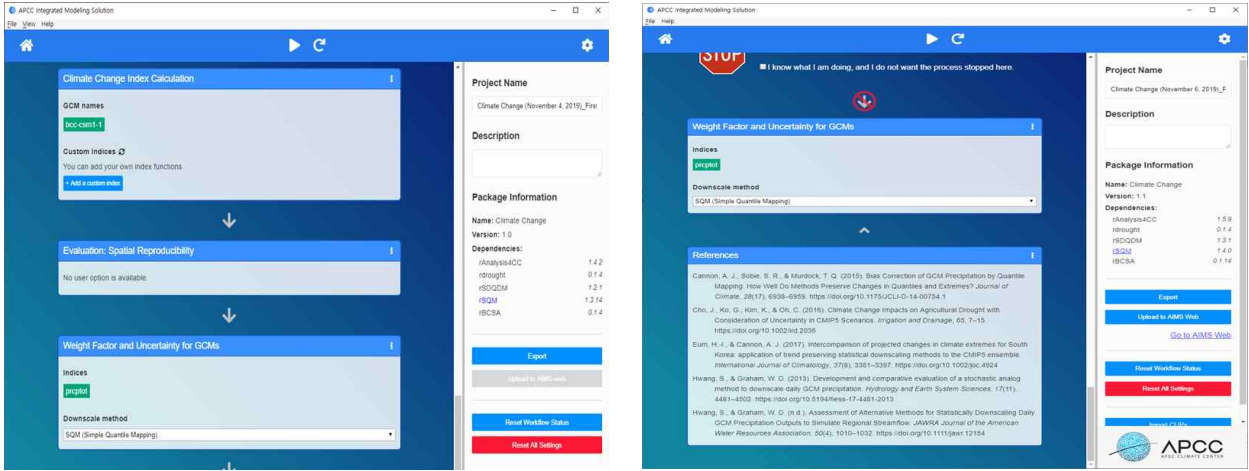 APCC Integrated Modeling Solution
File View Help
Climate Change Index Calculation
GCM names
bcc-csm1-1
Custom Indices
You can add your own index functions.
+ Add a custom index
Evaluation: Spatial Reproducibility
No user option is available.
Weight Factor and Uncertainty for GCMs
Indices
prcptot
Downscale method
SQM (Simple Quantile Mapping)
Project Name
Climate Change (November 4, 2019)_First
Description
Package Information
Name: Climate Change
Version: 1.0
Dependencies:
rAnalysis4CC 1.4.2
rdrought 0.1.4
rSDQDM 1.2.1
rSQM 1.3.14
rBCSA 0.1.4
Export
Upload to AIMS-web
Reset Workflow Status
Reset All Settings
APCC Integrated Modeling Solution
File Help
STOP
I know what I am doing, and I do not want the process stopped here.
Weight Factor and Uncertainty for GCMs
Indices
prcptot
Downscale method
SQM (Simple Quantile Mapping)
References
Cannon, A. J., Sobie, S. R., & Murdock, T. Q. (2015). Bias Correction of GCM Precipitation by Quantile
Mapping: How Well Do Methods Preserve Changes in Quantiles and Extremes? Journal of
Climate, 28(17), 6938–6959. https://doi.org/10.1175/JCLI-D-14-00754.1
Cho, J., Ko, G., Kim, K., & Oh, C. (2016). Climate Change Impacts on Agricultural Drought with
Consideration of Uncertainty in CMIP5 Scenarios. Irrigation and Drainage, 65, 7–15.
https://doi.org/10.1002/ird.2035
Eum, H.-I., & Cannon, A. J. (2017). Intercomparison of projected changes in climate extremes for South
Korea: application of trend preserving statistical downscaling methods to the CMIP5 ensemble.
International Journal of Climatology, 37(8), 3381–3397. https://doi.org/10.1002/joc.4924
Hwang, S., & Graham, W. D. (2013). Development and comparative evaluation of a stochastic analog
method to downscale daily GCM precipitation. Hydrology and Earth System Sciences, 17(11),
4481–4502. https://doi.org/10.5194/hess-17-4481-2013
Hwang, S., & Graham, W. D. (n.d.). Assessment of Alternative Methods for Statistically Downscaling Daily
GCM Precipitation Outputs to Simulate Regional Streamflow. JAWRA Journal of the American
Water Resources Association, 50(4), 1010–1032. https://doi.org/10.1111/jawr.12154
Project Name
Climate Change (November 6, 2019)_F
Description
Package Information
Name: Climate Change
Version: 1.1
Dependencies:
rAnalysis4CC 1.5.9
rdrought 0.1.4
rSDQDM 1.3.1
rSQM 1.4.0
rBCSA 0.1.14
Export
Upload to AIMS Web
Go to AIMS Web
Reset Workflow Status
Reset All Settings
Import CLIPs
APCC
APEC CLIMATE CENTER